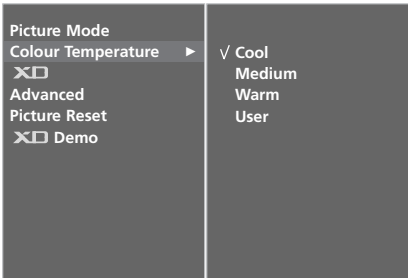 Picture Mode
Colour Temperature ►
XD
Advanced
Picture Reset
XD Demo
√ Cool
Medium
Warm
User